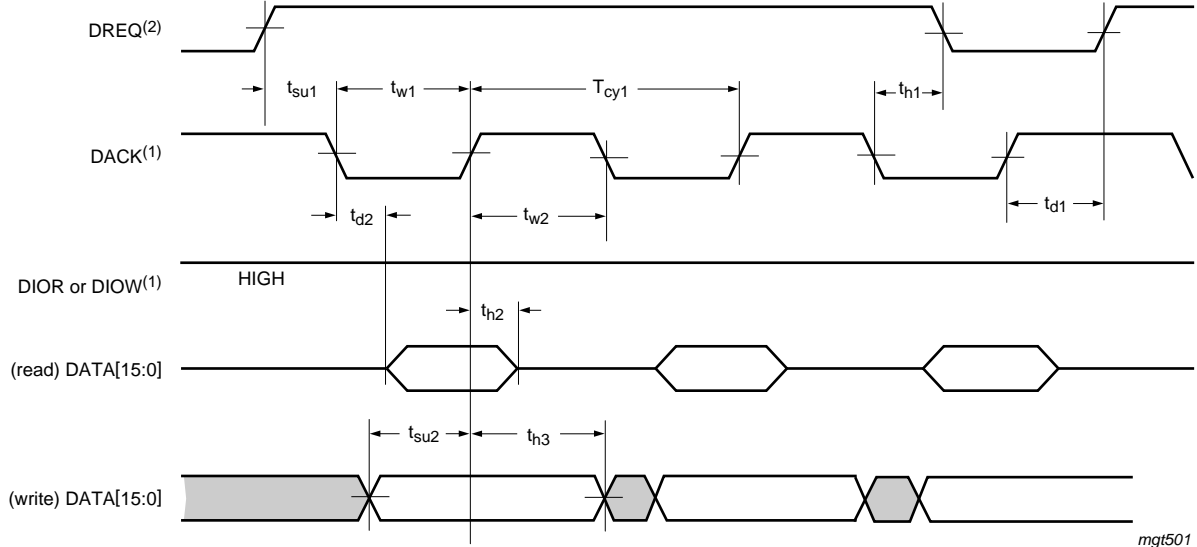 DREQ(2)
tsu1
tw1
Tcy1
th1
DACK(1)
td2
tw2
td1
DIOR or DIOW(1)
HIGH
th2
(read) DATA[15:0]
tsu2
th3
(write) DATA[15:0]
mgt501